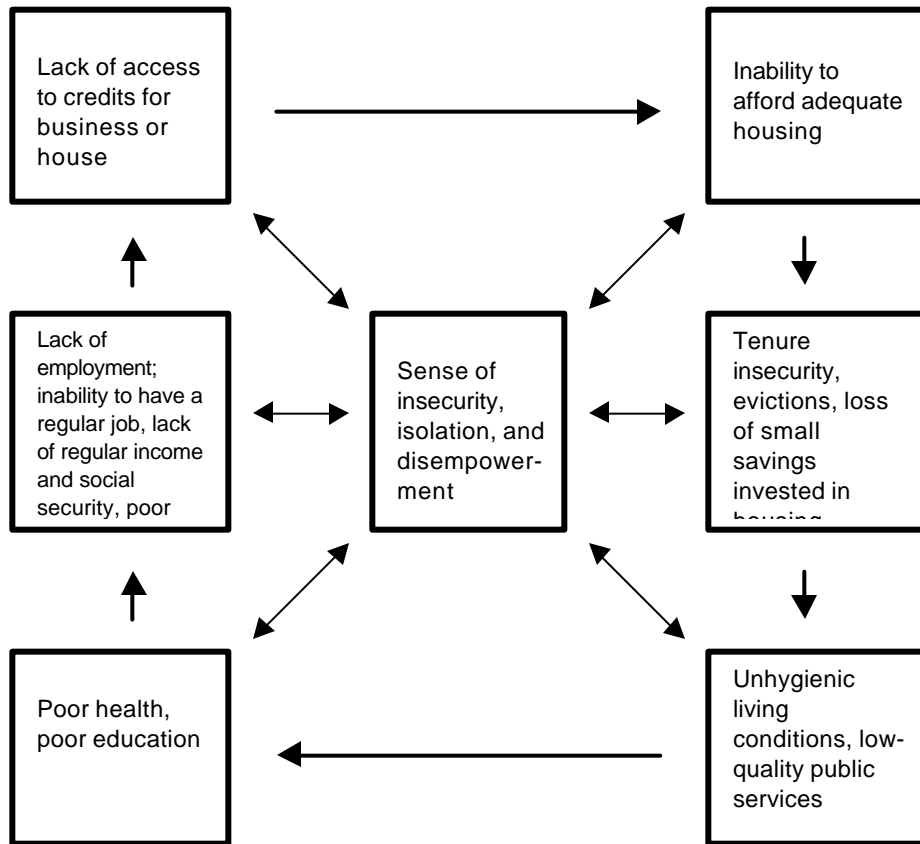 Lack of access
to credits for
business or
house
Inability to
afford adequate
housing
Lack of
employment;
inability to have a
regular job, lack
of regular income
and social
security, poor
Sense of
insecurity,
isolation, and
disempower-
ment
Tenure
insecurity,
evictions, loss
of small
savings
invested in
housing
Poor health,
poor education
Unhygienic
living
conditions, low-
quality public
services